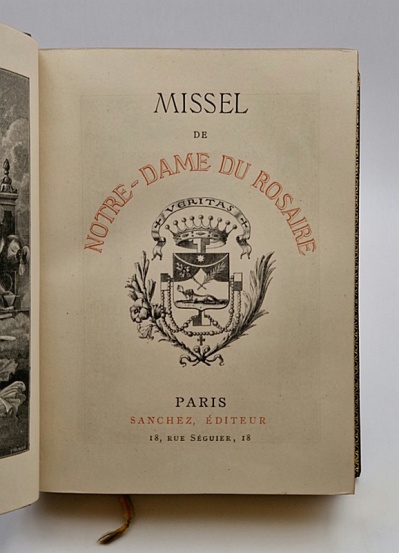 MISSEL
DE
NOTRE-DAME DU ROSAIRE
VERITAS
PARIS
SANCHEZ, ÉDITEUR
18, RUE SÉGUIER, 18